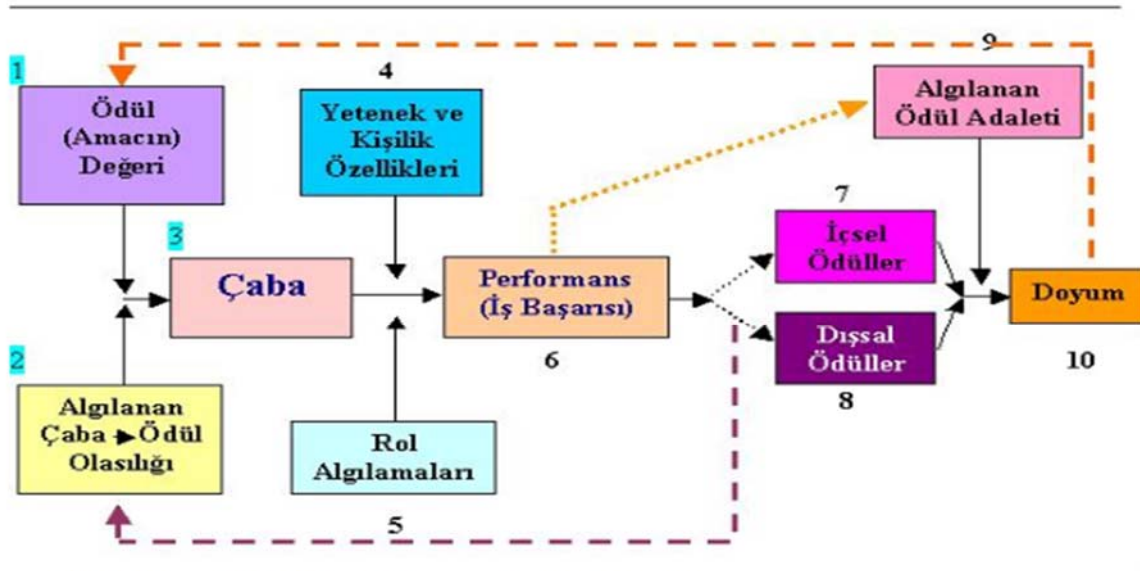 1
Ödül
(Amacın)
Değeri
2
Algılanan
Çaba ► Ödül
Olasılığı
3
Çaba
4
Yetenek ve
Kişilik
Özellikleri
Rol
Algılamaları
5
Performans
(İş Başarısı)
6
7
İçsel
Ödüller
Dışsal
Ödüller
8
9
Algılanan
Ödül Adaleti
Doyum
10